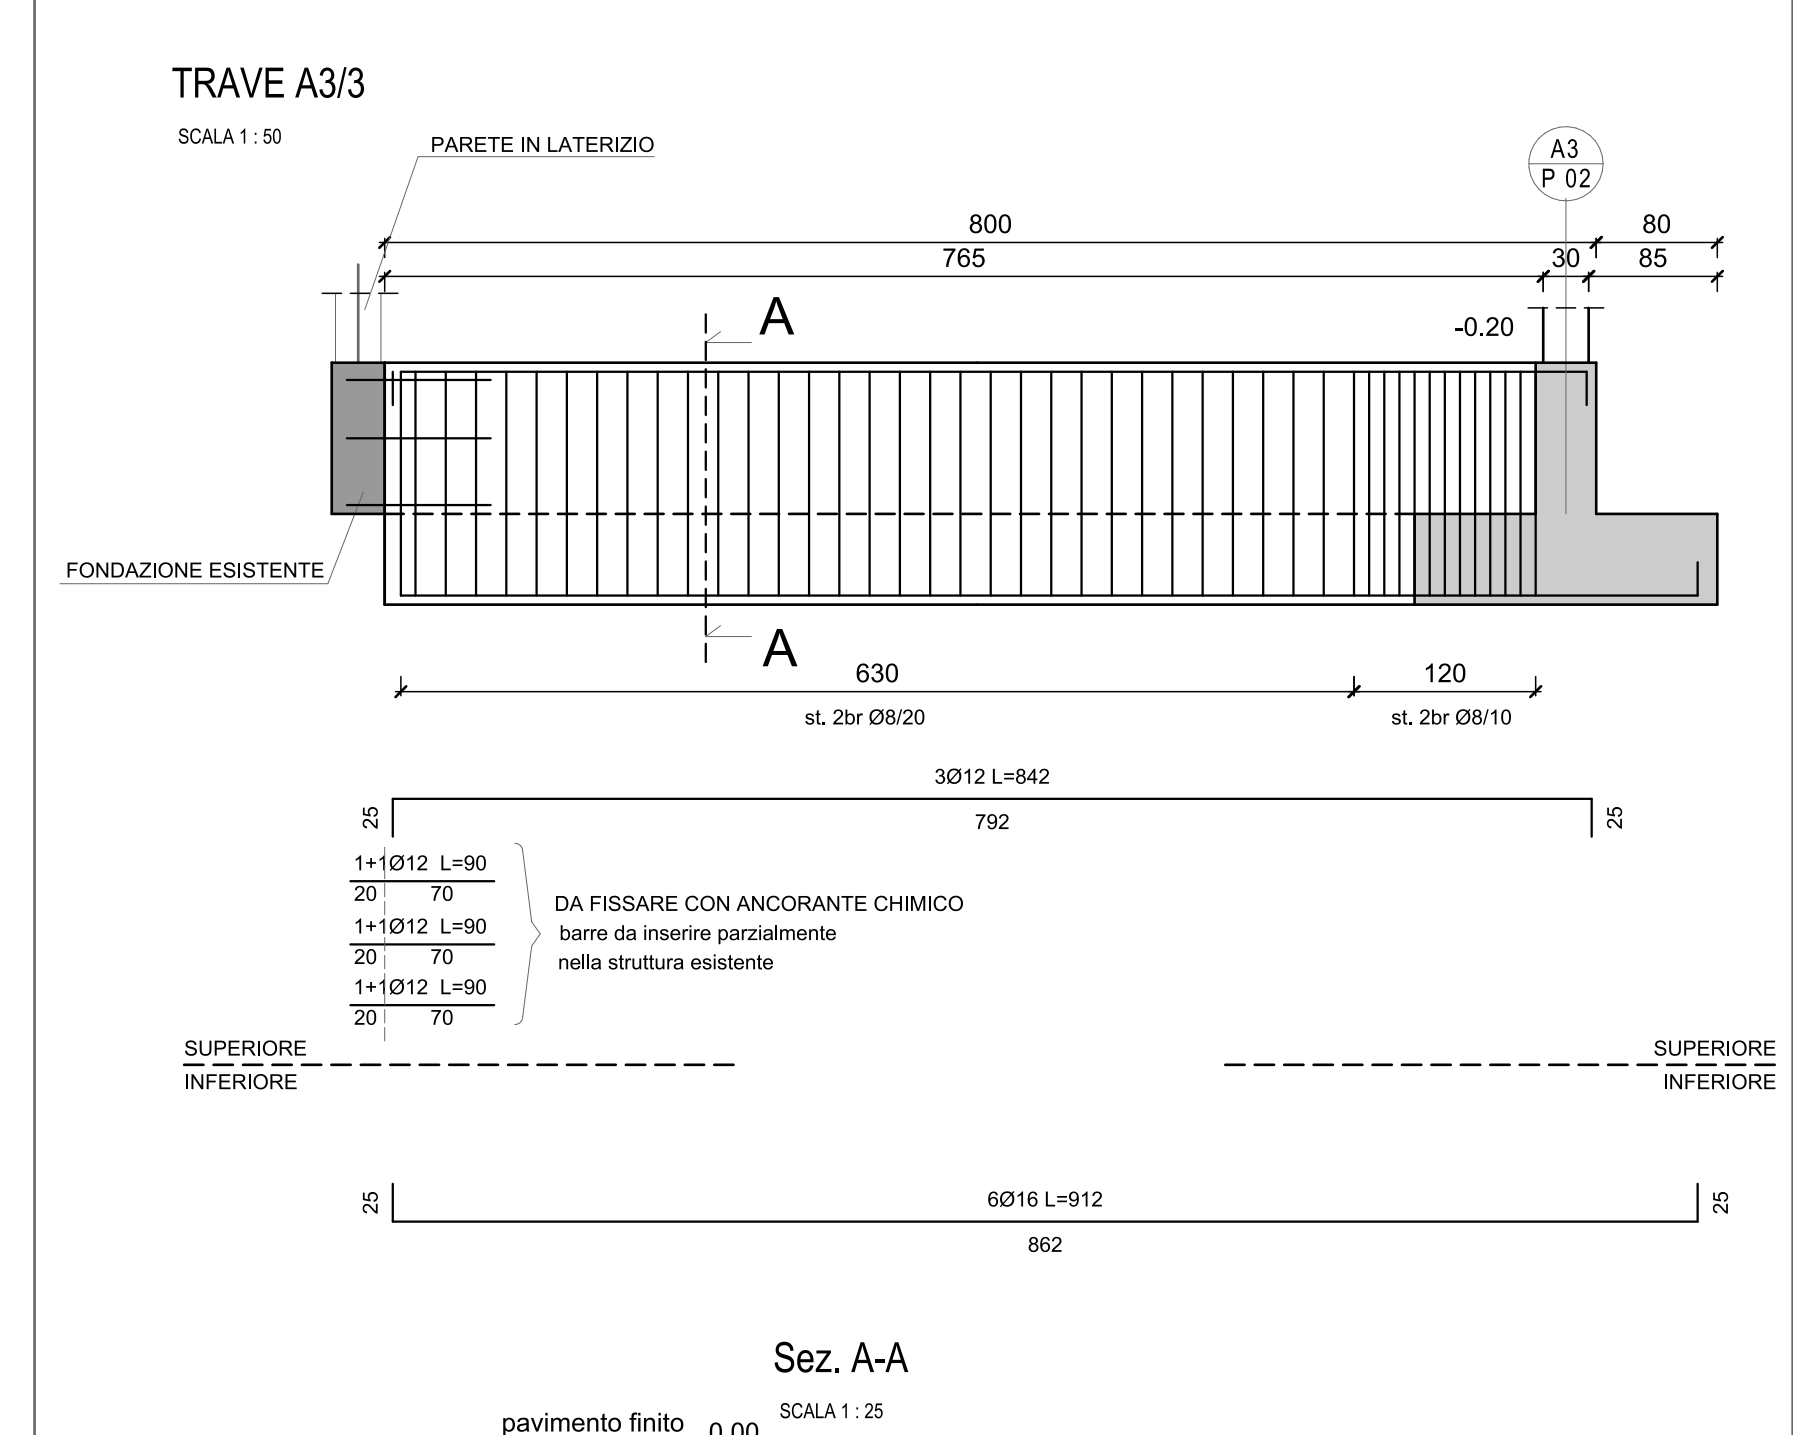 TRAVE A3/3
SCALA 1 : 50
PARETE IN LATERIZIO
A3
P 02
800
80
765
30
85
A
-0.20
FONDAZIONE ESISTENTE
A
630
120
st. 2br Ø8/20
st. 2br Ø8/10
3Ø12 L=842
25
792
25
1+1Ø12 L=90
20 70
1+1Ø12 L=90
20 70
1+1Ø12 L=90
20 70
DA FISSARE CON ANCORANTE CHIMICO
barre da inserire parzialmente
nella struttura esistente
SUPERIORE
INFERIORE
SUPERIORE
INFERIORE
25
6Ø16 L=912
25
862
Sez. A-A
SCALA 1 : 25
pavimento finito 0.00